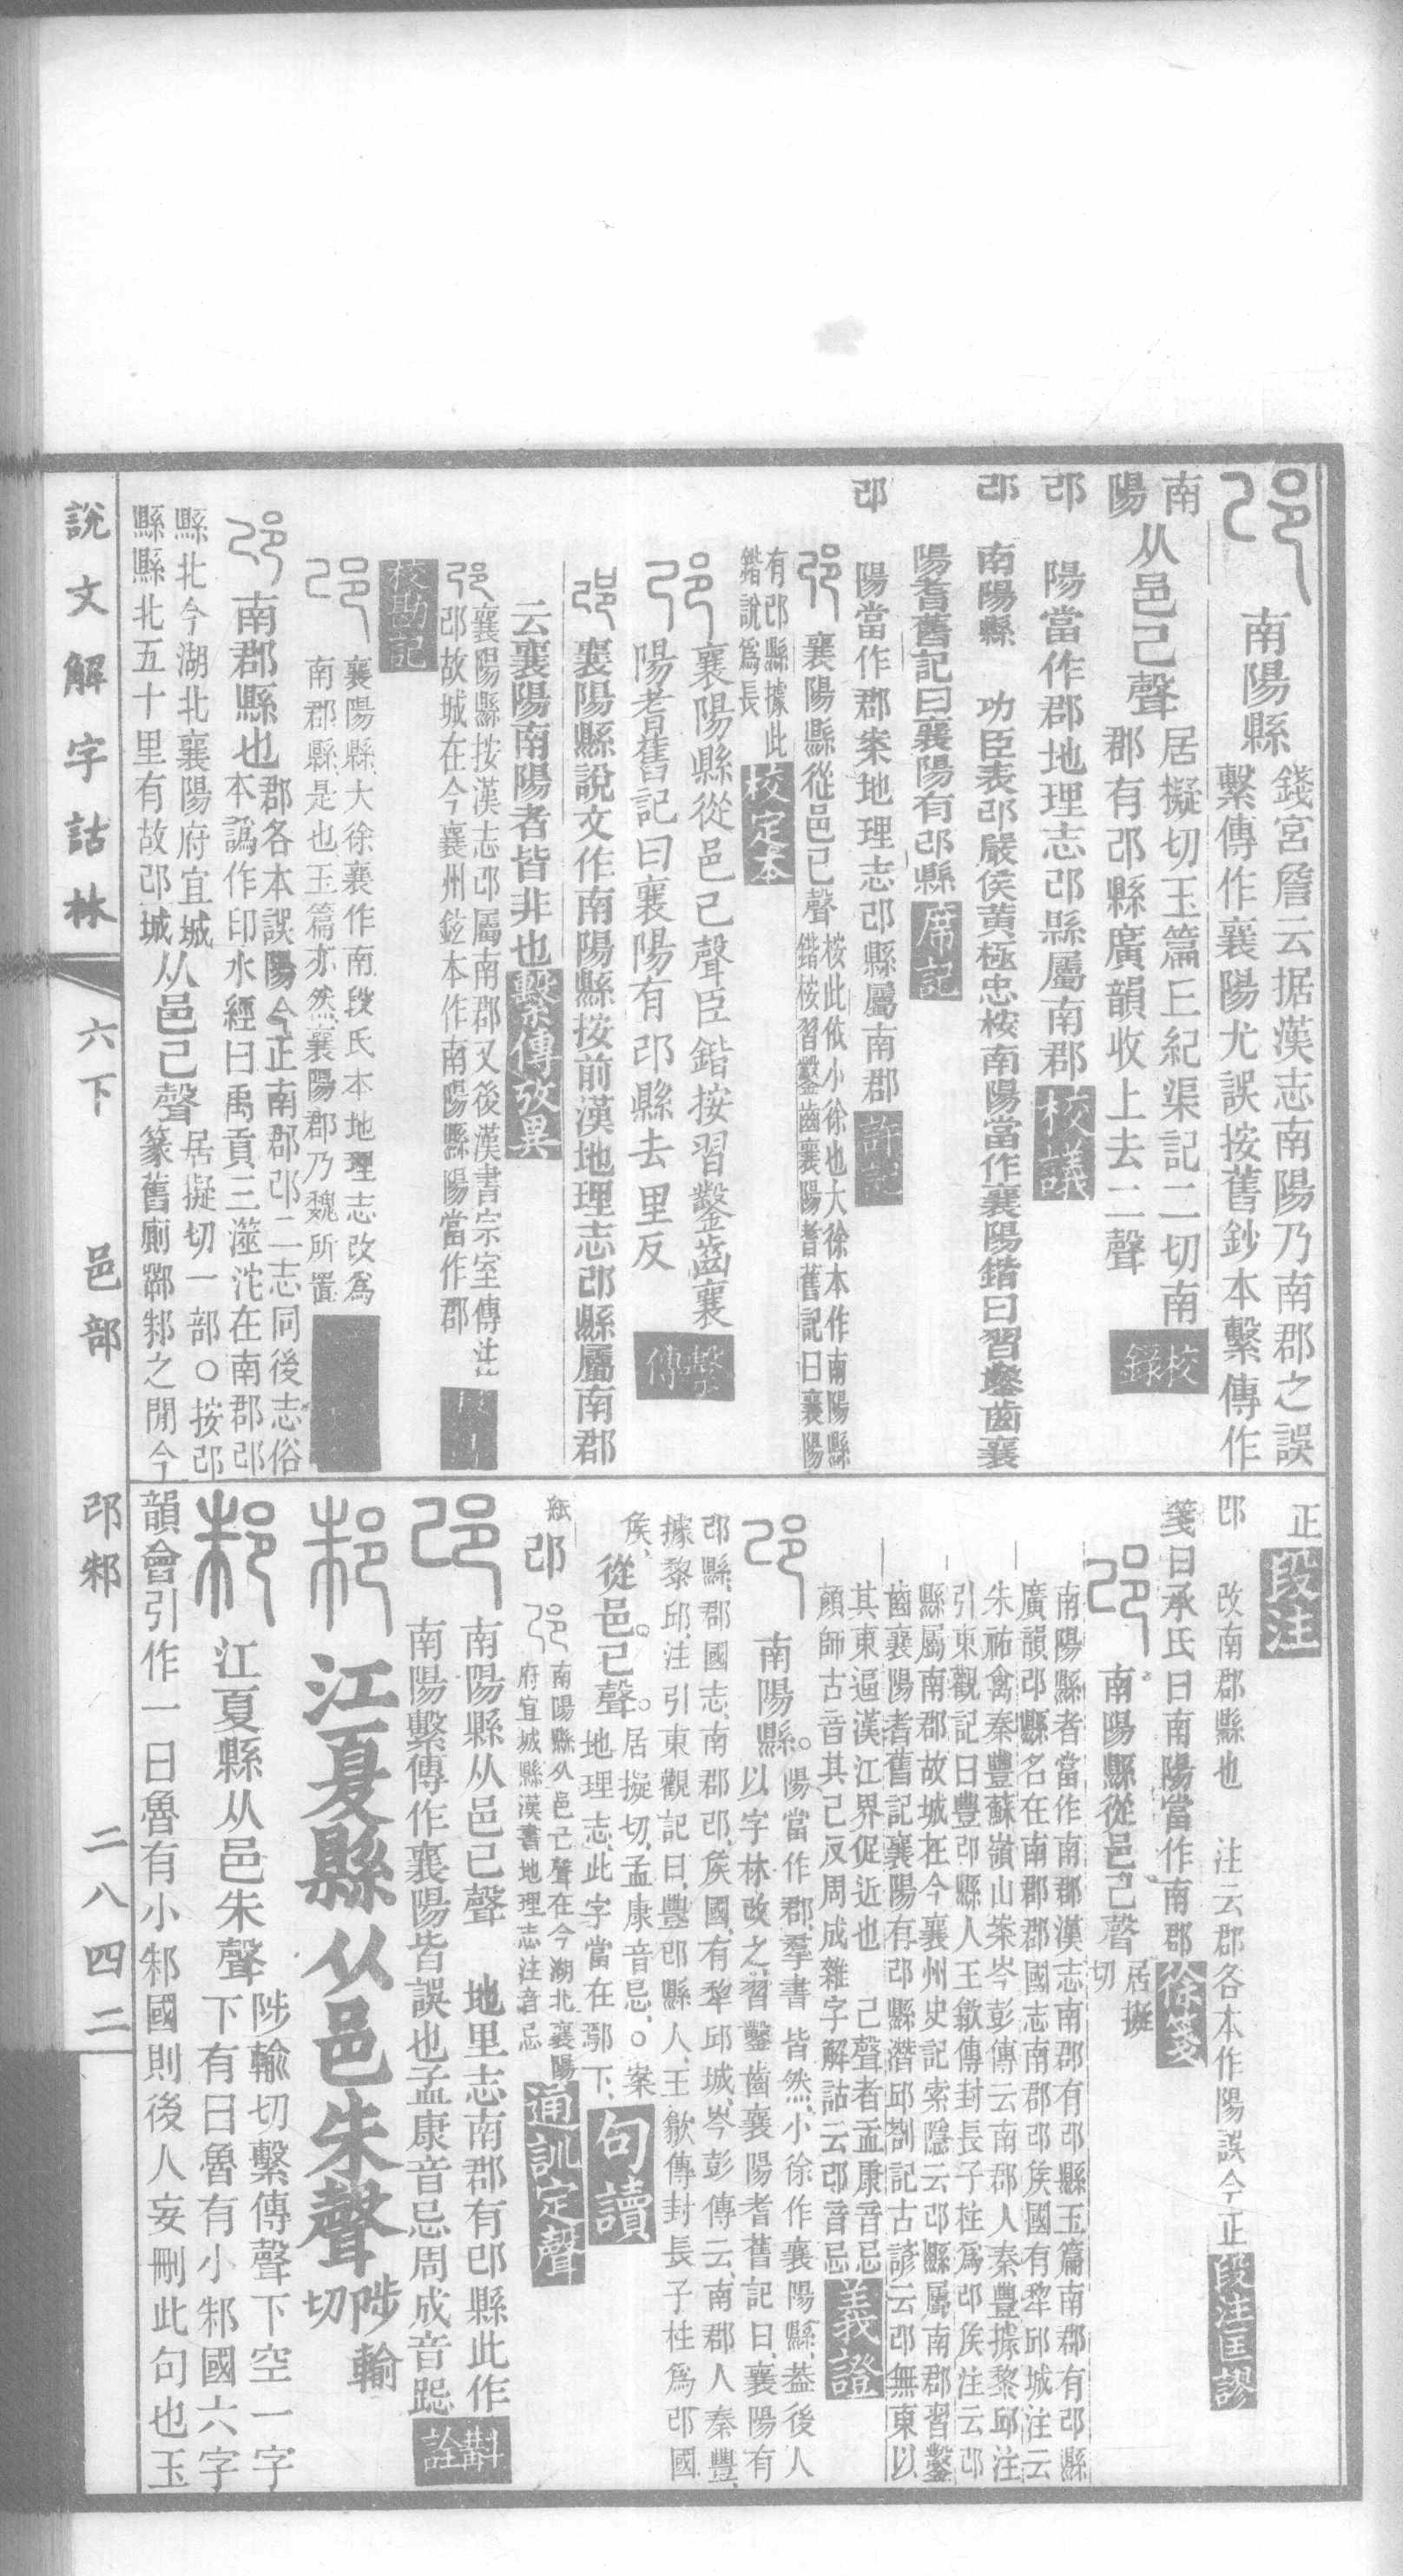 南陽縣
錢宮詹云据漢志南陽乃南郡之誤
繫傳作襄陽尤誤按舊鈔本繫傳作
南
陽
从邑己聲
居擬切玉篇𠀐紀渠記二切南
郡有邔縣廣韻收上去二聲
校錄
邔
陽當作郡地理志邔縣屬南郡
校議
邔
南陽縣　功臣表邔嚴侯黃極忠桉南陽當作襄陽鍇曰習鑿齒襄
陽耆舊記曰襄陽有邔縣
席記
邔
陽當作郡案地理志邔縣屬南郡
許記
襄陽縣從邑己聲
桉此依小徐也大徐本作南陽縣
鍇桉習鑿齒襄陽耆舊記曰襄陽
有邔縣據此
鍇說爲長
校定本
襄陽縣從邑己聲臣鍇按習鑿齒襄
陽耆舊記曰襄陽有邔縣去里反
繫傳
襄陽縣說文作南陽縣按前漢地理志邔縣屬南郡
云襄陽南陽者皆非也
繫傳攷異
襄陽縣按漢志邔屬南郡又後漢書宗室傳注
邔故城在今襄州鉉本作南陽縣陽當作郡
校勘記
襄陽縣大徐襄作南段氏本地理志改爲
南郡縣是也玉篇亦然襄陽郡乃魏所置
南郡縣也
郡各本誤陽今正南郡邔二志同後志俗
本譌作印水經曰禹貢三澨沱在南郡邔
縣北今湖北襄陽府宜城
縣縣北五十里有故邔城
从邑己聲
居擬切一部○按邔
篆舊廁鄳邾之閒今
正
段注
邔
改南郡縣也　注云郡各本作陽誤今正
段注匡謬
箋曰承氏曰南陽當作南郡
徐箋
南陽縣從邑己聲
居擬
切
南陽縣者當作南郡漢志南郡有邔縣玉篇南郡有邔縣
廣韻邔縣名在南郡郡國志南郡邔矦國有犂邱城注云
朱祐禽秦豐蘇嶺山案岑彭傳云南郡人秦豐據黎邱注
引東觀記曰豐邔縣人王歙傳封長子柱爲邔矦注云邔
縣屬南郡故城在今襄州史記索隱云邔縣屬南郡習鑿
齒襄陽耆舊記襄陽有邔縣潛邱劄記古諺云邔無東以
其東逼漢江界促近也　己聲者孟康音忌
顏師古音其己反周成雜字解詁云邔音忌
義證
南陽縣。
陽當作郡、羣書皆然、小徐作襄陽縣、葢後人
以字林改之、習鑿齒襄陽耆舊記曰、襄陽有
邔縣、郡國志、南郡邔、矦國、有犂邱城、岑彭傳云、南郡人秦豐、
據黎邱、注引東觀記曰、豐邔縣人、王歙傳封長子柱爲邔國
矦、
從邑。己聲。
居擬切、孟康音忌、○案
地理志、此字當在鄢下、
句讀
邔
南陽縣从邑己聲在今湖北襄陽
府宜城縣漢書地理志注音忌
通訓定聲
南陽縣从邑己聲　地里志南郡有邔縣此作
南陽繫傳作襄陽皆誤也孟康音忌周成音跽
斠詮
江夏縣从邑朱聲
陟輸
切
江夏縣从邑朱聲
陟輸切繫傳聲下空一字
下有曰魯有小邾國六字
韻會引作一曰魯有小邾國則後人妄刪此句也玉
說文解字詁林　六下　邑部　邔邾　二八四二